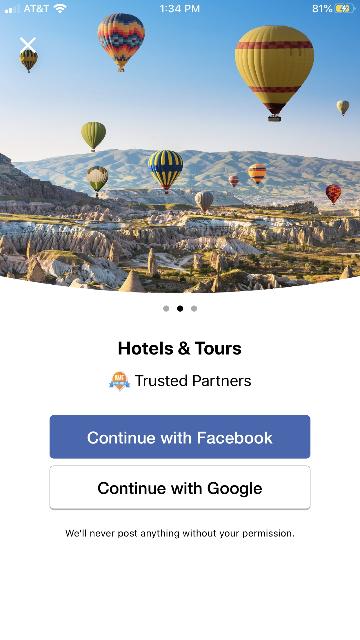 AT&T 1:34 PM 81%
Hotels & Tours
Trusted Partners
Continue with Facebook
Continue with Google
We'll never post anything without your permission.